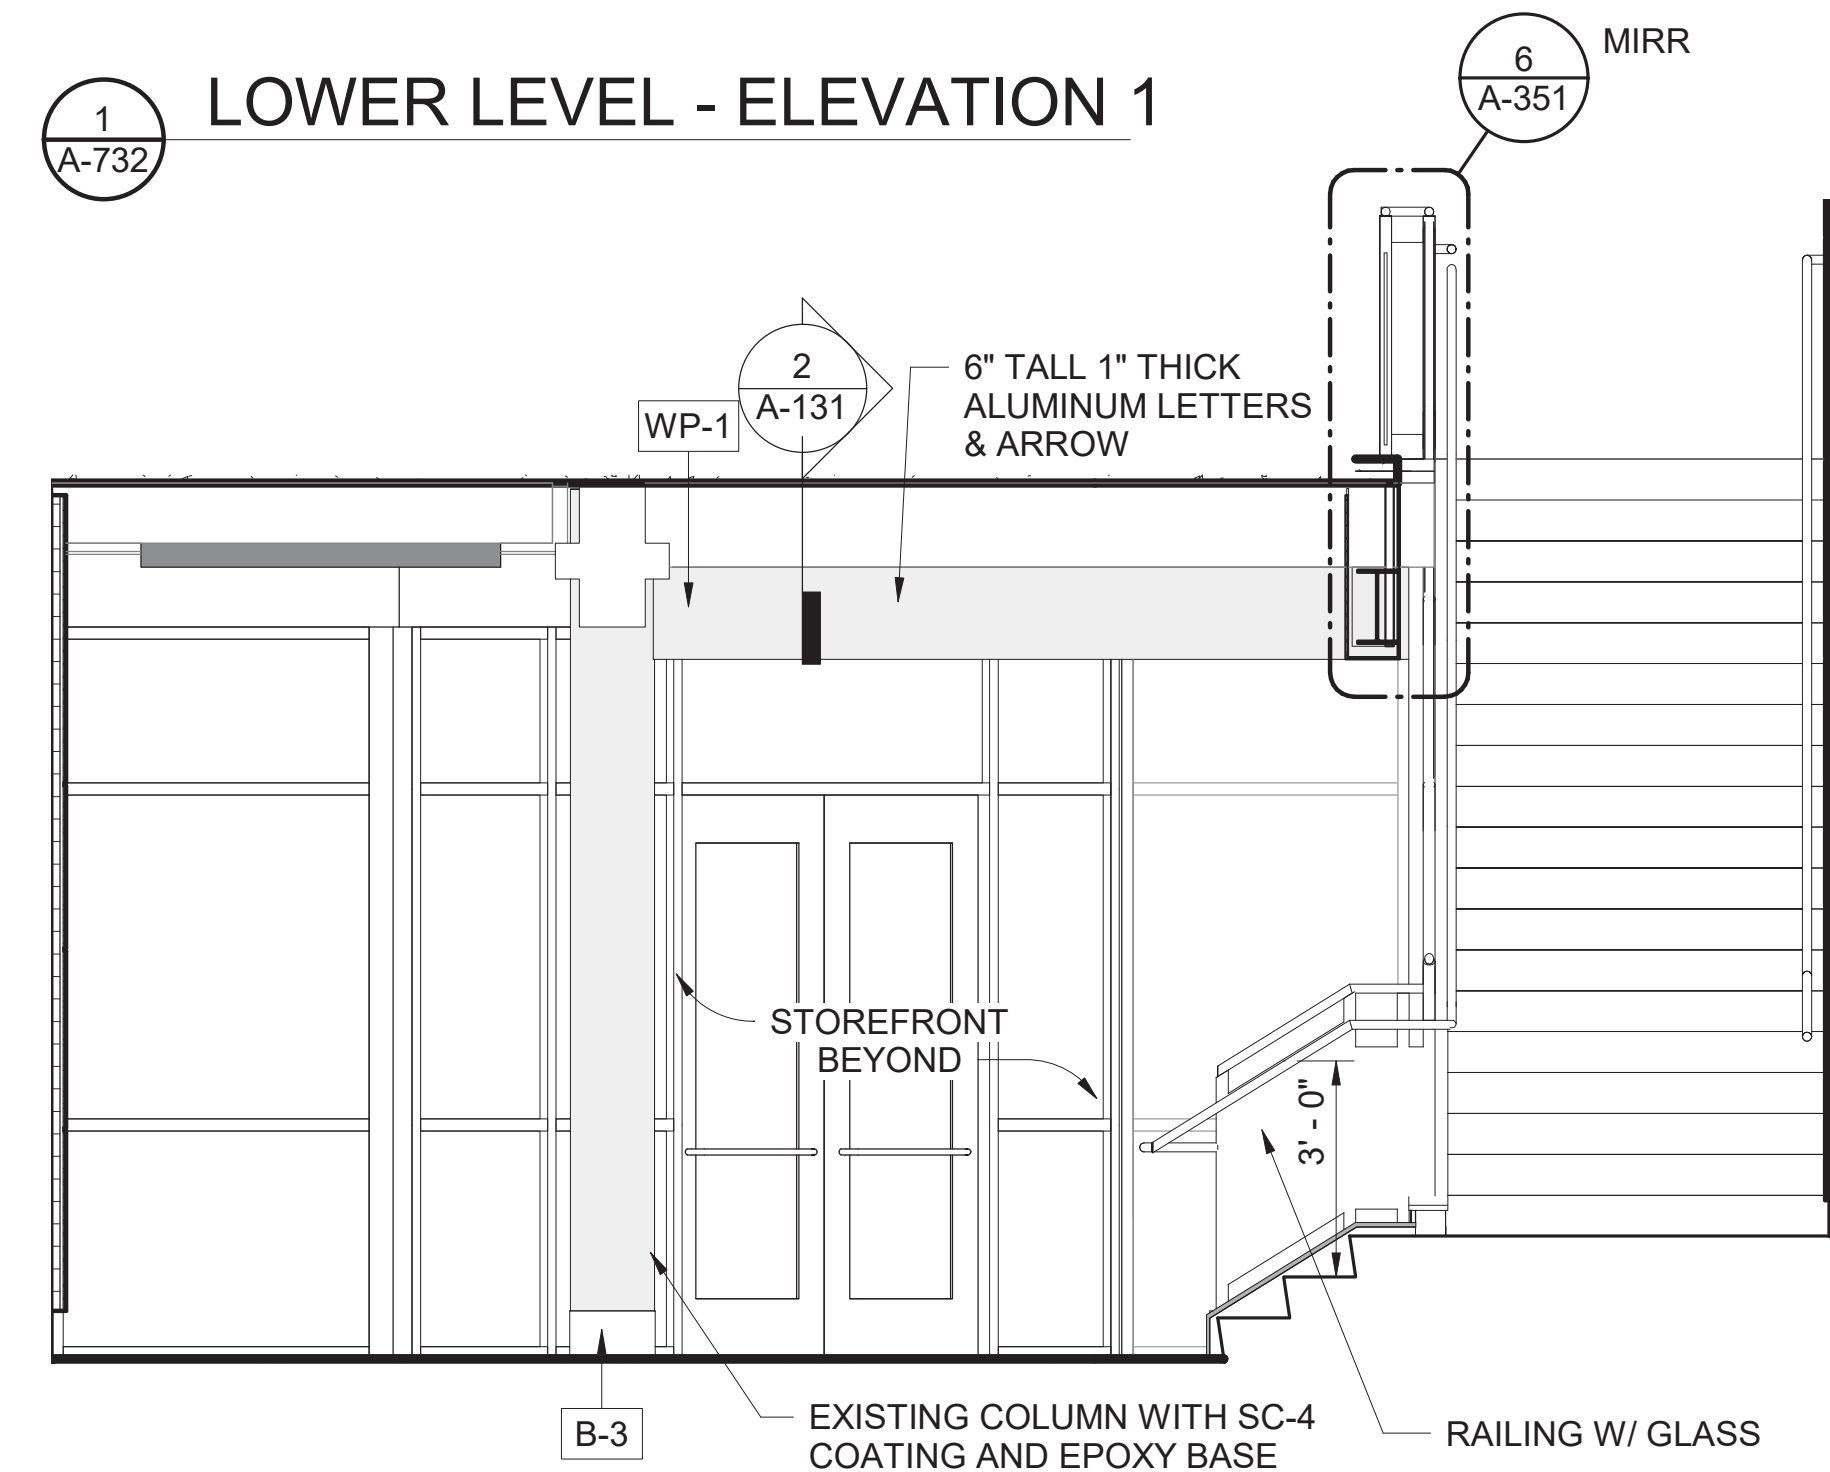 6
A-351
MIRR
1
A-732
LOWER LEVEL - ELEVATION 1
2
A-131
WP-1
6" TALL 1" THICK
ALUMINUM LETTERS
& ARROW
STOREFRONT
BEYOND
3' - 0"
B-3
EXISTING COLUMN WITH SC-4
COATING AND EPOXY BASE
RAILING W/ GLASS